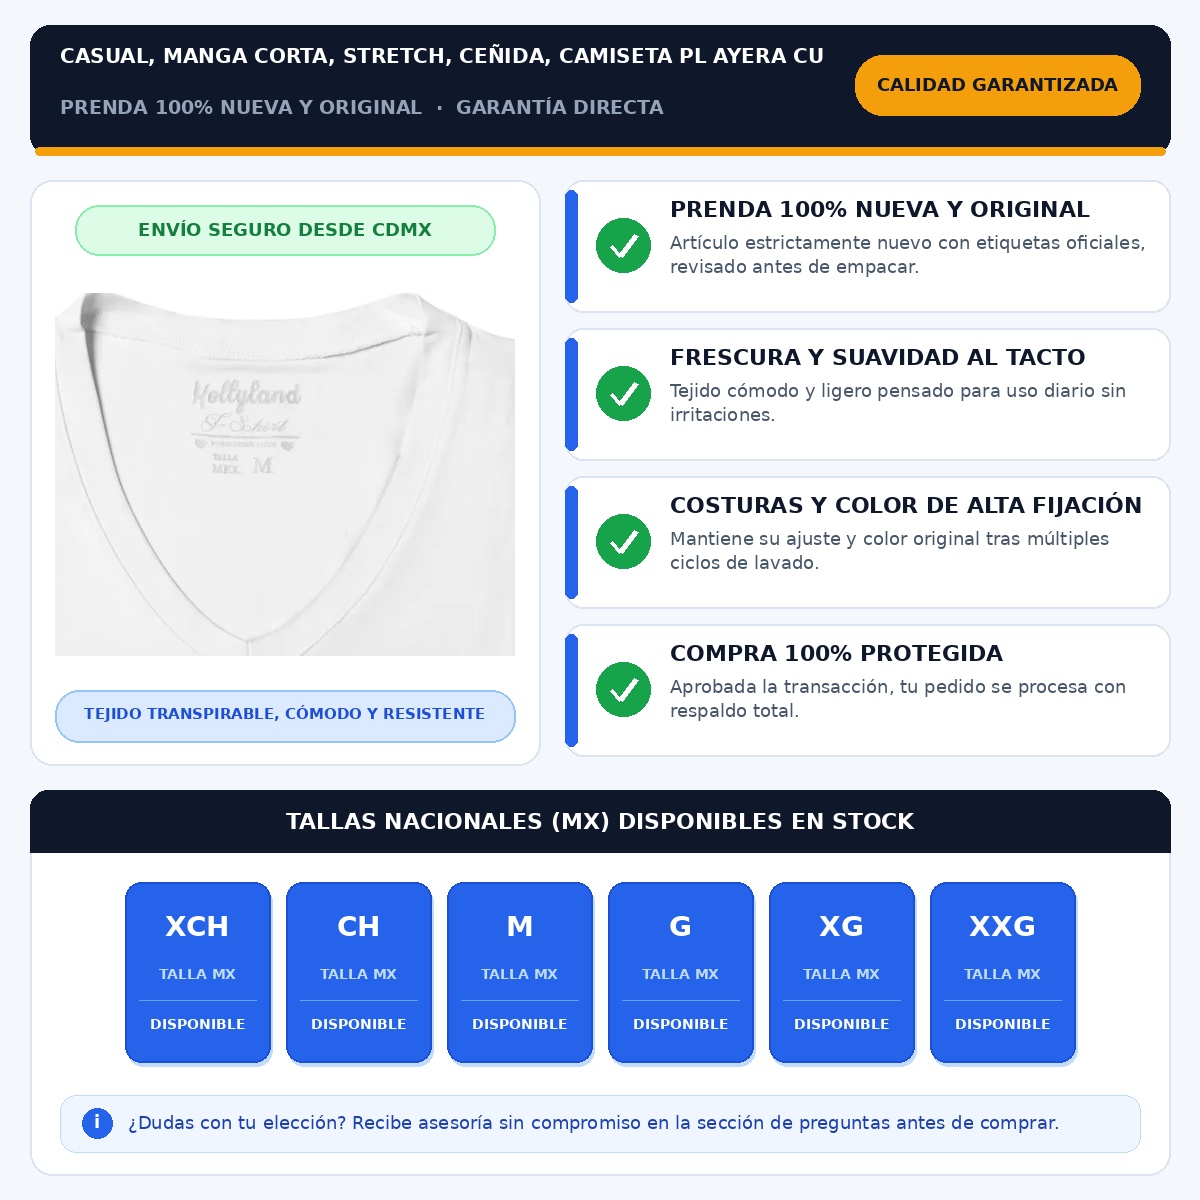 CASUAL, MANGA CORTA, STRETCH, CEÑIDA, CAMISETA PL AYERA CU
PRENDA 100% NUEVA Y ORIGINAL · GARANTÍA DIRECTA
CALIDAD GARANTIZADA
ENVÍO SEGURO DESDE CDMX
Hollyland
T-Shirt
TALLA
MEX. M
TEJIDO TRANSPIRABLE, CÓMODO Y RESISTENTE
PRENDA 100% NUEVA Y ORIGINAL
Artículo estrictamente nuevo con etiquetas oficiales,
revisado antes de empacar.
FRESCURA Y SUAVIDAD AL TACTO
Tejido cómodo y ligero pensado para uso diario sin
irritaciones.
COSTURAS Y COLOR DE ALTA FIJACIÓN
Mantiene su ajuste y color original tras múltiples
ciclos de lavado.
COMPRA 100% PROTEGIDA
Aprobada la transacción, tu pedido se procesa con
respaldo total.
TALLAS NACIONALES (MX) DISPONIBLES EN STOCK
XCH CH M G XG XXG
TALLA MX TALLA MX TALLA MX TALLA MX TALLA MX TALLA MX
DISPONIBLE DISPONIBLE DISPONIBLE DISPONIBLE DISPONIBLE DISPONIBLE
i ¿Dudas con tu elección? Recibe asesoría sin compromiso en la sección de preguntas antes de comprar.